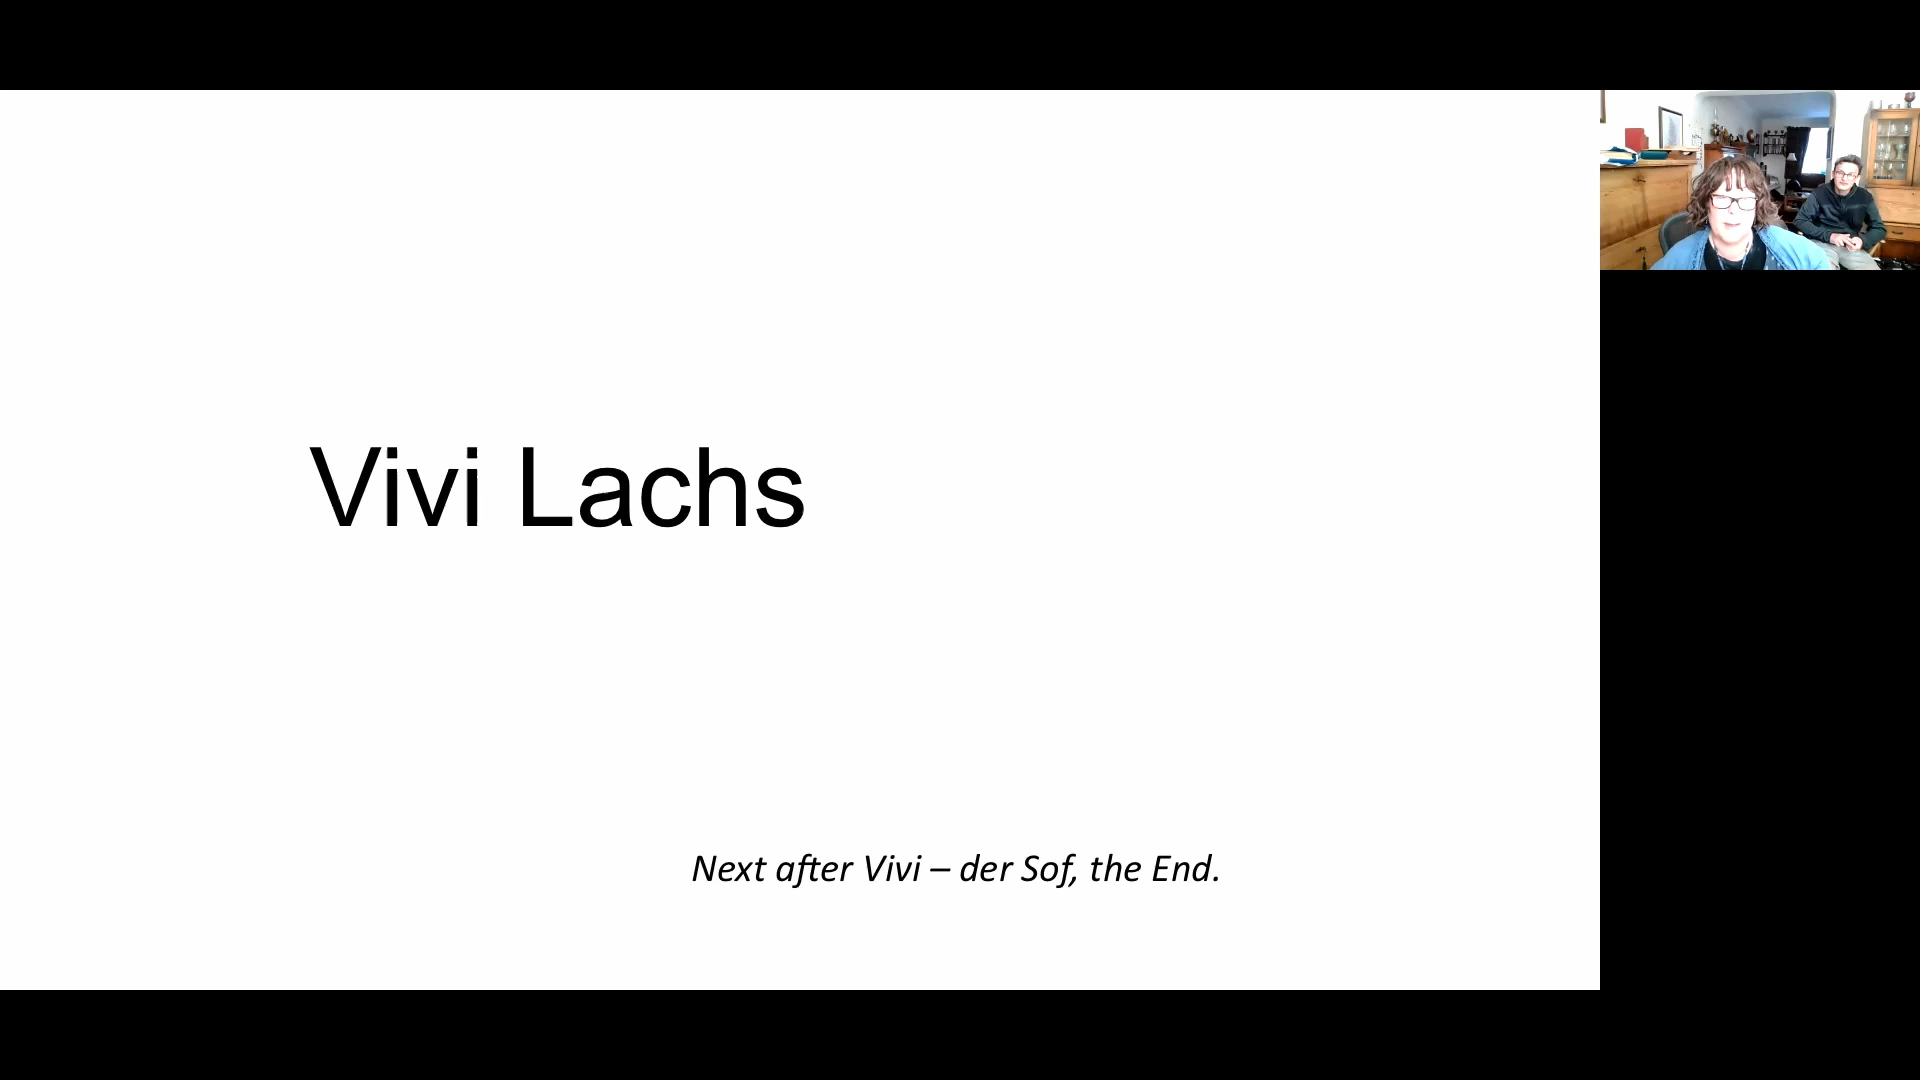 Vivi Lachs
Next after Vivi – der Sof, the End.